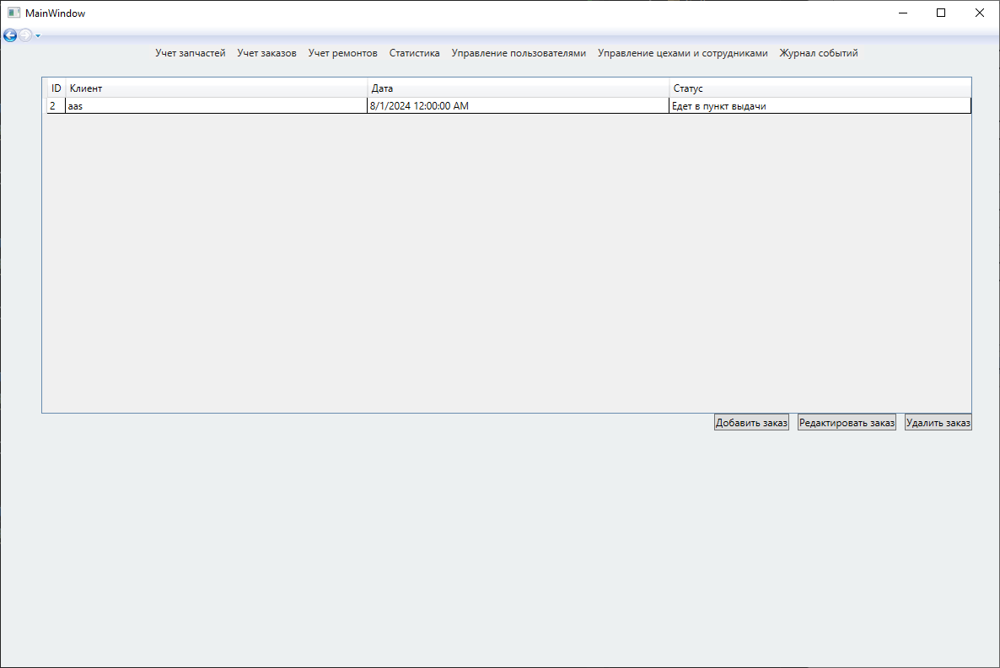 MainWindow
Учет запчастей Учет заказов Учет ремонтов Статистика Управление пользователями Управление цехами и сотрудниками Журнал событий
ID Клиент Дата Статус
2 aas 8/1/2024 12:00:00 AM Едет в пункт выдачи
Добавить заказ Редактировать заказ Удалить заказ